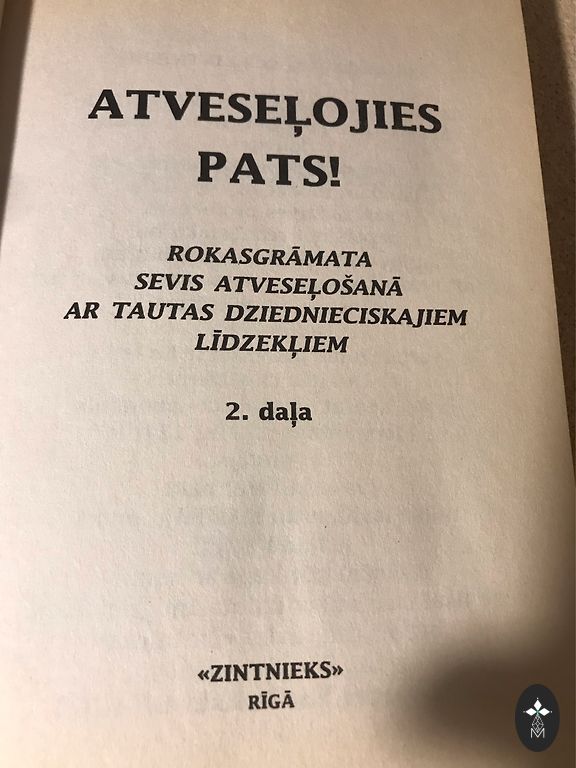 ATVESEĻOJIES
PATS!
ROKASGRĀMATA
SEVIS ATVESEĻOŠANĀ
AR TAUTAS DZIEDNIECISKAJIEM
LĪDZEKĻIEM
2. daļa
«ZINTNIEKS»
RĪGĀ
M